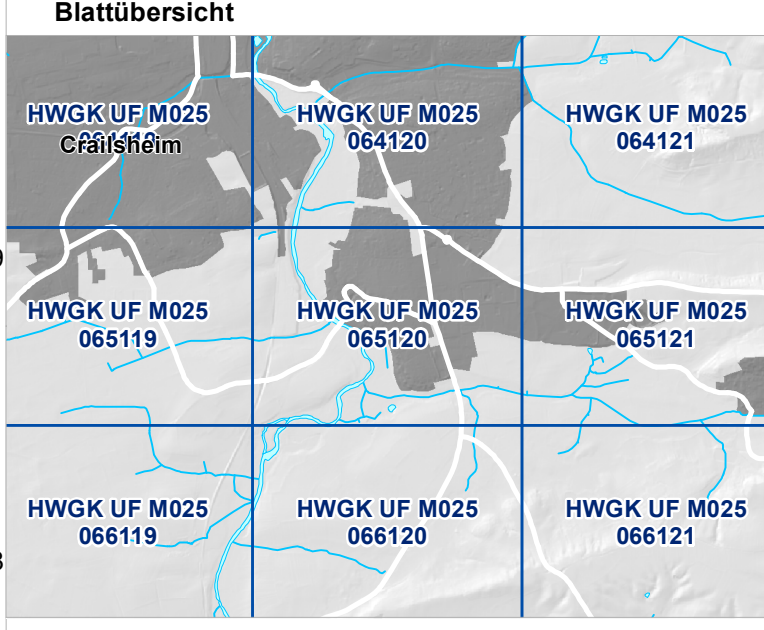 Blattübersicht
HWGK UF M025
Crailsheim
HWGK UF M025
064120
HWGK UF M025
064121
9
HWGK UF M025
065119
HWGK UF M025
065120
HWGK UF M025
065121
HWGK UF M025
066119
HWGK UF M025
066120
HWGK UF M025
066121